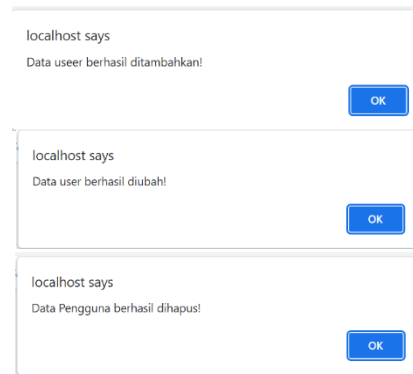 localhost says
Data useer berhasil ditambahkan!
OK
localhost says
Data user berhasil diubah!
OK
localhost says
Data Pengguna berhasil dihapus!
OK